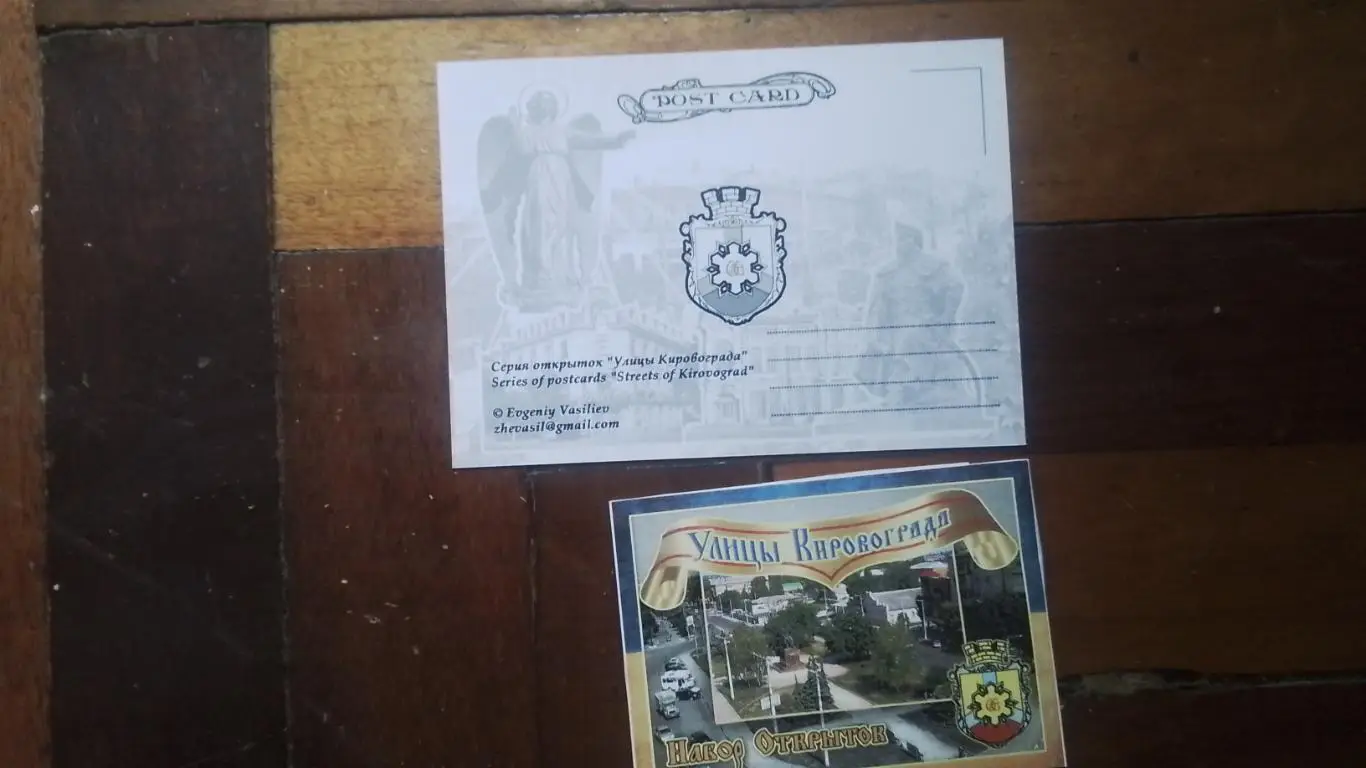 POST CARD
Серия открыток "Улицы Кировограда"
Series of postcards "Streets of Kirovograd"
© Evgeniy Vasiliev
zhevasil@gmail.com
Улицы Кировограда
Набор Открыток